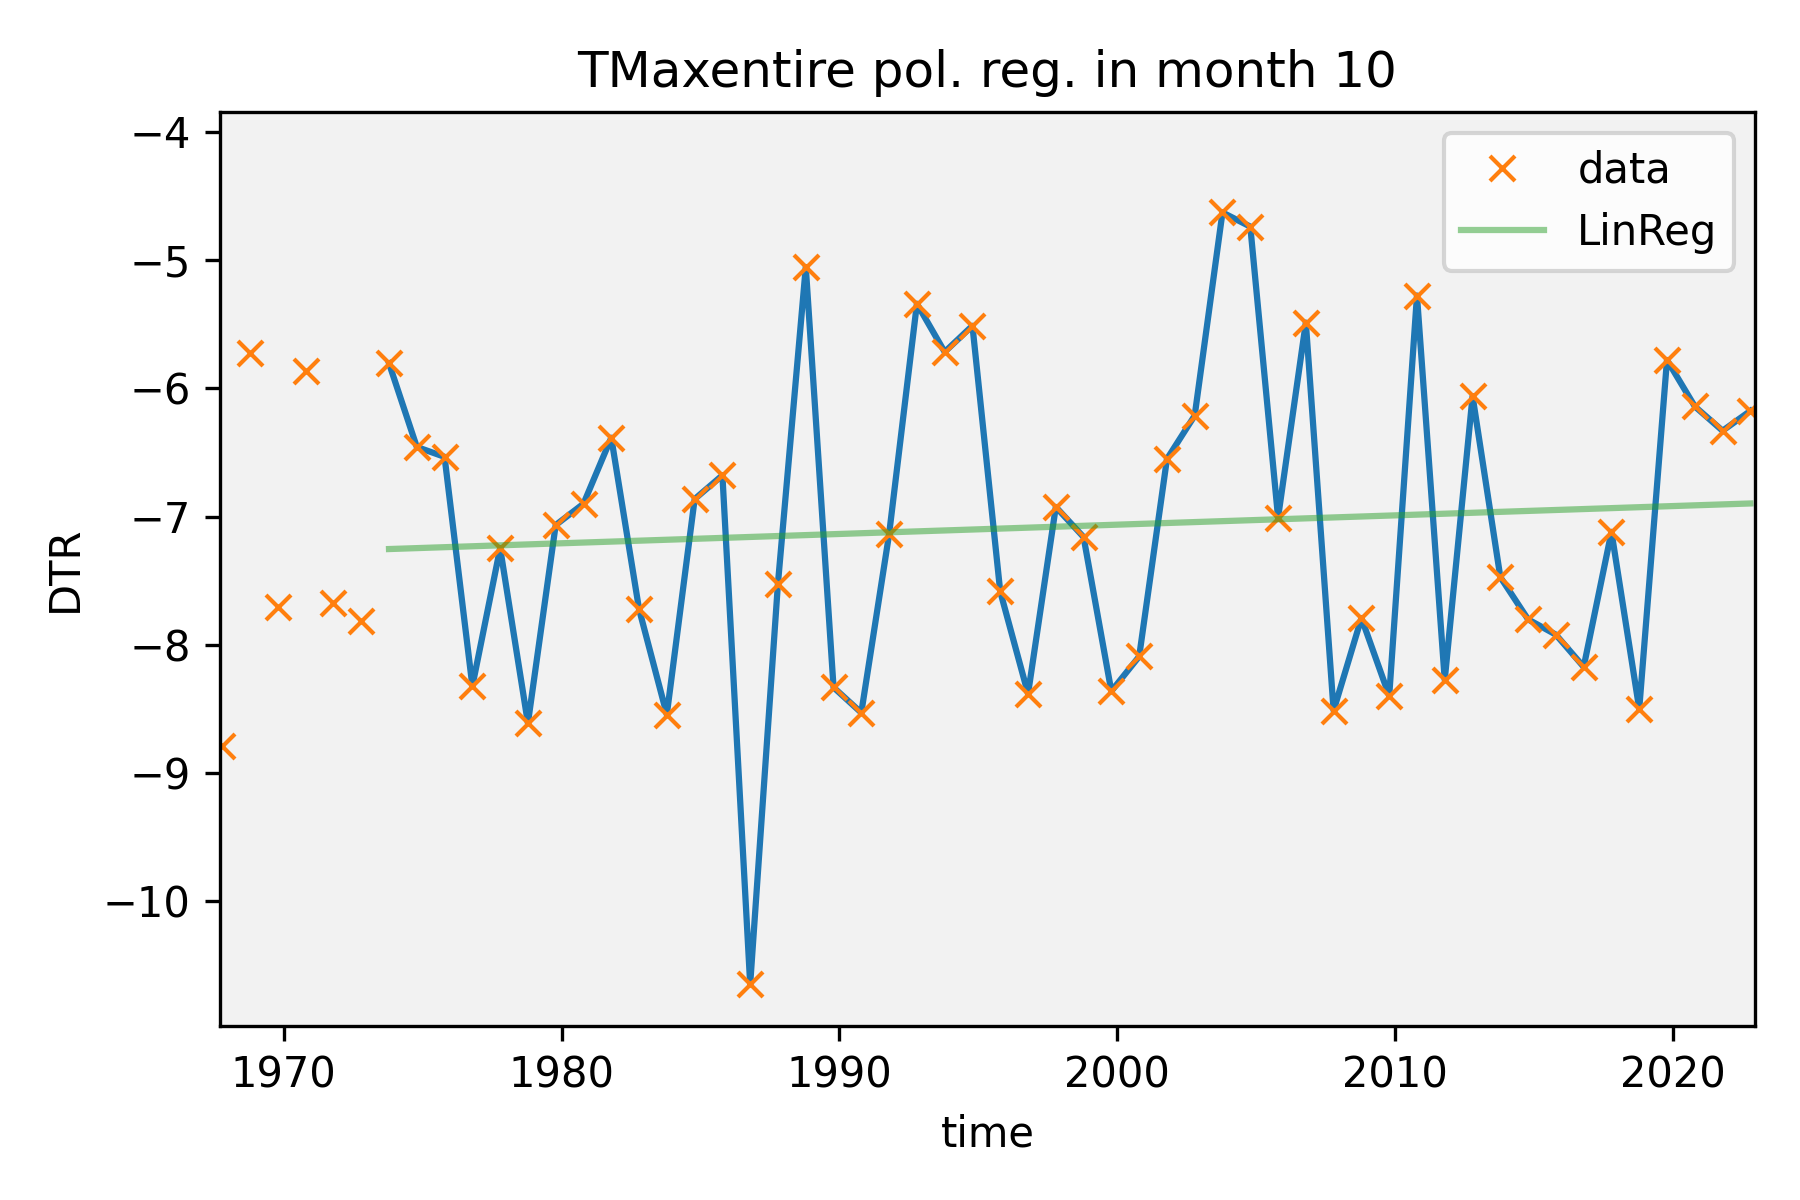 TMaxentire pol. reg. in month 10
−4
−5
−6
−7
−8
−9
−10
DTR
data
LinReg
1970
1980
1990
2000
2010
2020
time